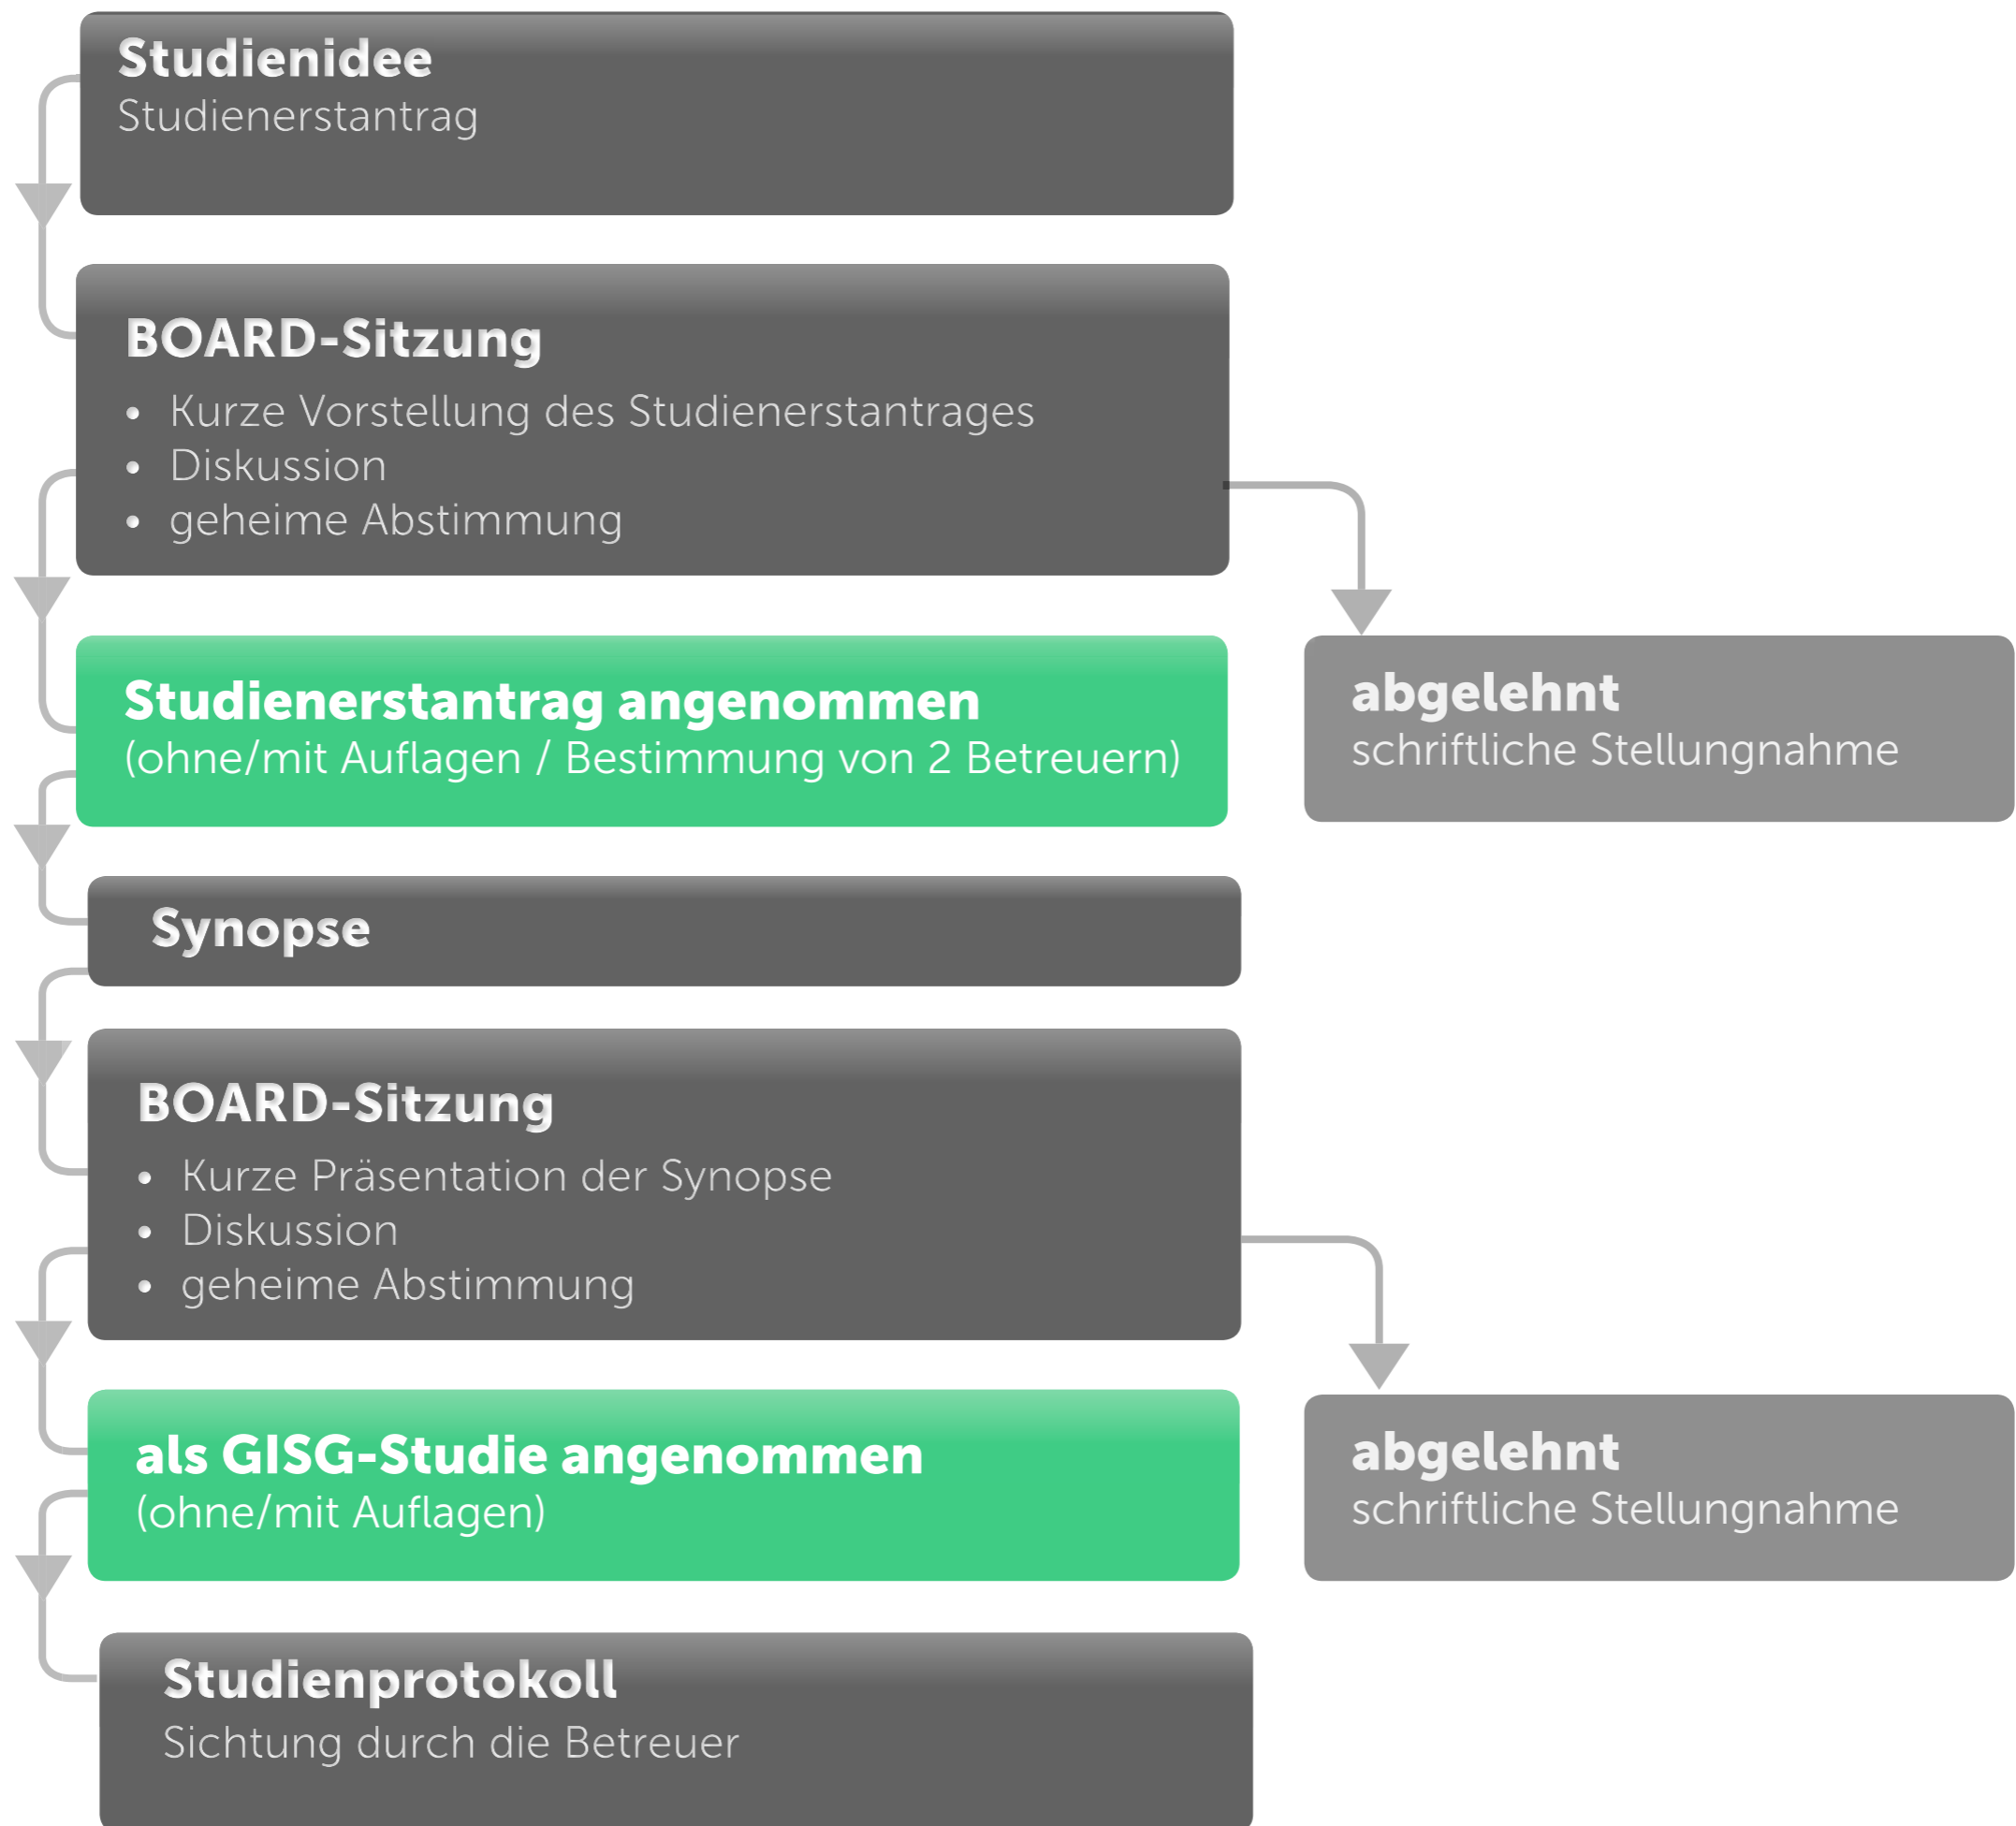 Studienidee
Studienerstantrag
BOARD-Sitzung
• Kurze Vorstellung des Studienerstantrages
• Diskussion
• geheime Abstimmung
Studienerstantrag angenommen
(ohne/mit Auflagen / Bestimmung von 2 Betreuern)
abgelehnt
schriftliche Stellungnahme
Synopse
BOARD-Sitzung
• Kurze Präsentation der Synopse
• Diskussion
• geheime Abstimmung
als GISG-Studie angenommen
(ohne/mit Auflagen)
abgelehnt
schriftliche Stellungnahme
Studienprotokoll
Sichtung durch die Betreuer